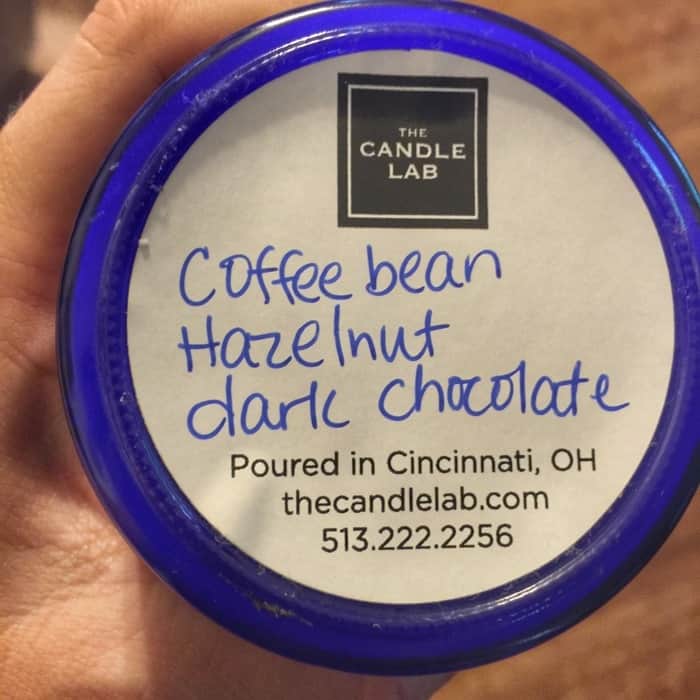 THE
CANDLE
LAB
Coffee bean
Hazelnut
dark chocolate
Poured in Cincinnati, OH
thecandlelab.com
513.222.2256